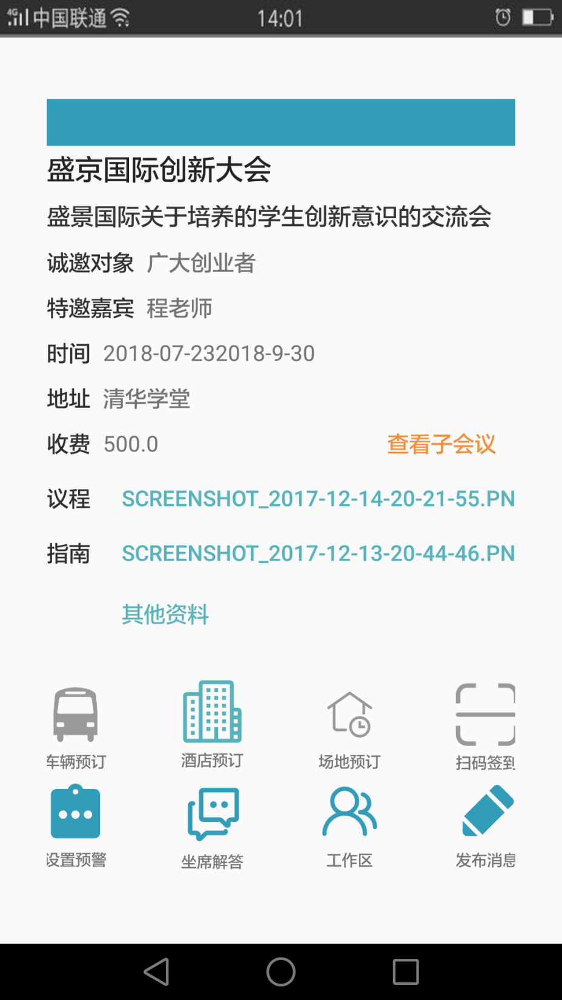 4G 中国联通 14:01
盛京国际创新大会
盛景国际关于培养的学生创新意识的交流会
诚邀对象 广大创业者
特邀嘉宾 程老师
时间 2018-07-232018-9-30
地址 清华学堂
收费 500.0 查看子会议
议程 SCREENSHOT_2017-12-14-20-21-55.PN
指南 SCREENSHOT_2017-12-13-20-44-46.PN
其他资料
车辆预订 酒店预订 场地预订 扫码签到
设置预警 坐席解答 工作区 发布消息